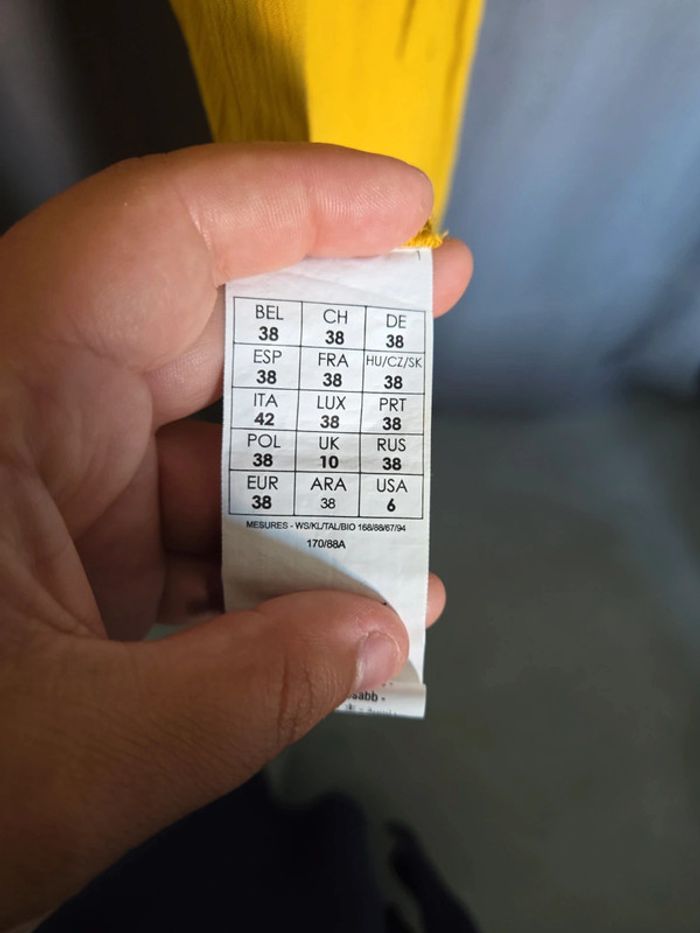 BEL CH DE
38 38 38
ESP FRA HU/CZ/SK
38 38 38
ITA LUX PRT
42 38 38
POL UK RUS
38 10 38
EUR ARA USA
38 38 6
MESURES - WS/KL/TAL/BIO 168/88/67/94
170/88A